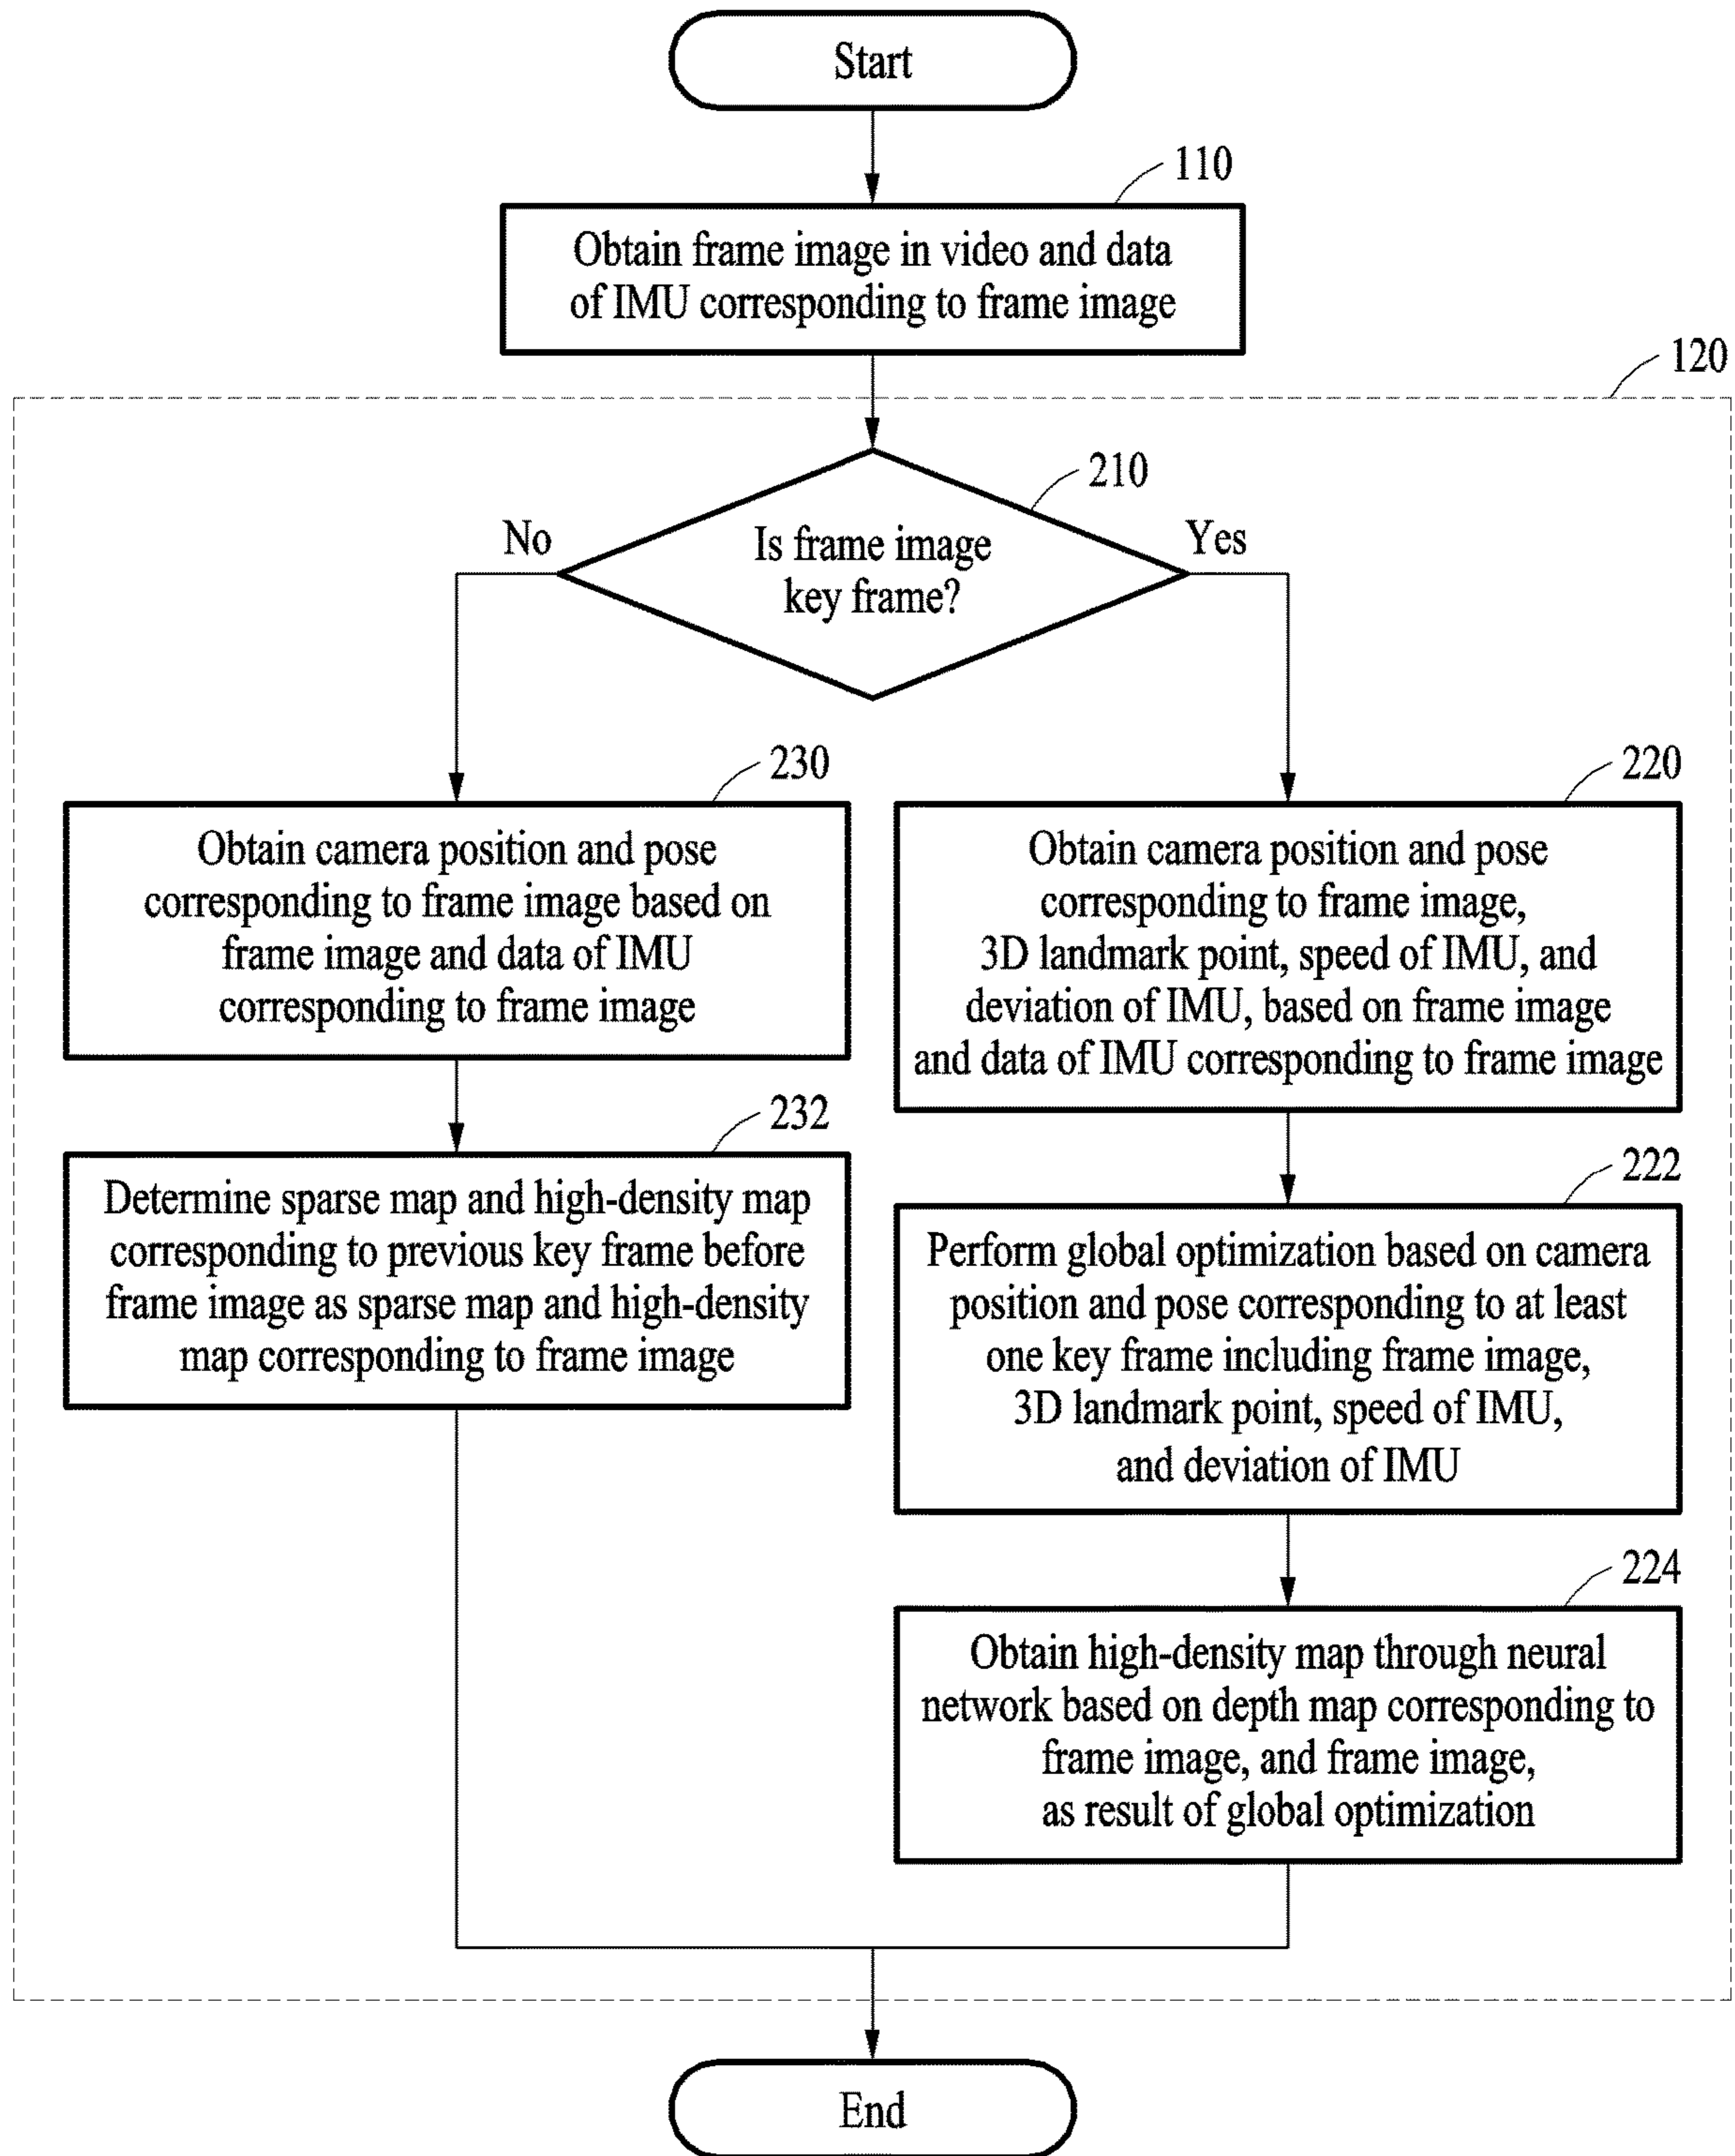 Start
110
Obtain frame image in video and data
of IMU corresponding to frame image
120
210
No
Is frame image
key frame?
Yes
230
Obtain camera position and pose
corresponding to frame image based on
frame image and data of IMU
corresponding to frame image
220
Obtain camera position and pose
corresponding to frame image,
3D landmark point, speed of IMU, and
deviation of IMU, based on frame image
and data of IMU corresponding to frame image
232
Determine sparse map and high-density map
corresponding to previous key frame before
frame image as sparse map and high-density
map corresponding to frame image
222
Perform global optimization based on camera
position and pose corresponding to at least
one key frame including frame image,
3D landmark point, speed of IMU,
and deviation of IMU
224
Obtain high-density map through neural
network based on depth map corresponding to
frame image, and frame image,
as result of global optimization
End